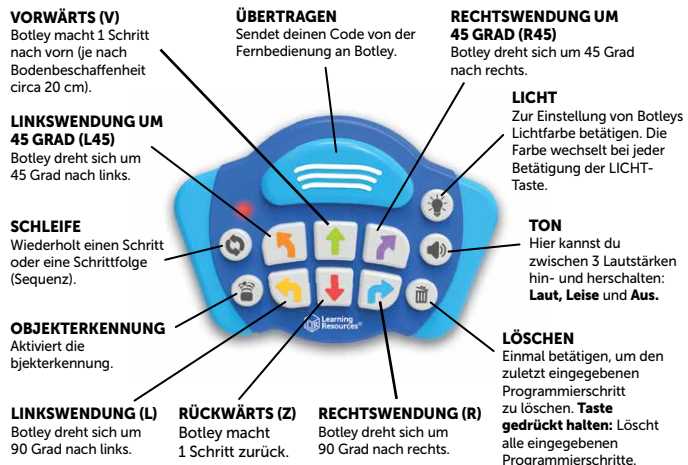 VORWÄRTS (V)
Botley macht 1 Schritt
nach vorn (je nach
Bodenbeschaffenheit
circa 20 cm).
ÜBERTRAGEN
Sendet deinen Code von der
Fernbedienung an Botley.
RECHTSWENDUNG UM
45 GRAD (R45)
Botley dreht sich um 45 Grad
nach rechts.
LINKSWENDUNG UM
45 GRAD (L45)
Botley dreht sich um
45 Grad nach links.
LICHT
Zur Einstellung von Botleys
Lichtfarbe betätigen. Die
Farbe wechselt bei jeder
Betätigung der LICHT-
Taste.
SCHLEIFE
Wiederholt einen Schritt
oder eine Schrittfolge
(Sequenz).
TON
Hier kannst du
zwischen 3 Lautstärken
hin- und herschalten:
Laut, Leise und Aus.
OBJEKTERKENNUNG
Aktiviert die
bjekterkennung.
Learning
Resources®
LÖSCHEN
Einmal betätigen, um den
zuletzt eingegebenen
Programmierschritt
zu löschen. Taste
gedrückt halten: Löscht
alle eingegebenen
Programmierschritte.
LINKSWENDUNG (L)
Botley dreht sich um
90 Grad nach links.
RÜCKWÄRTS (Z)
Botley macht
1 Schritt zurück.
RECHTSWENDUNG (R)
Botley dreht sich um
90 Grad nach rechts.